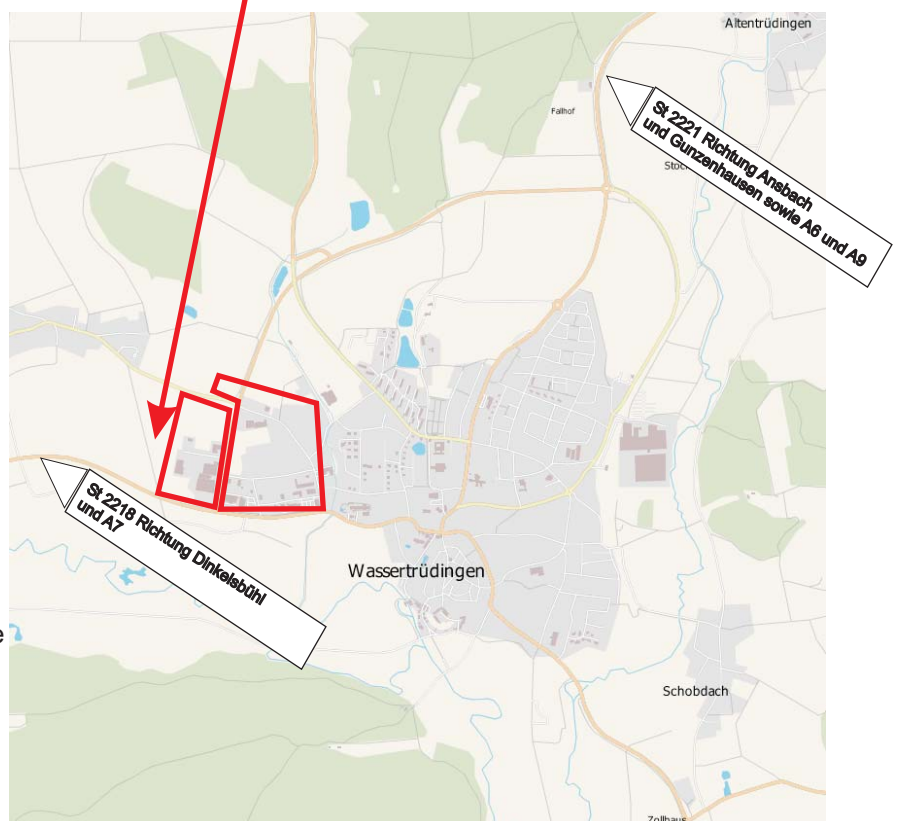 Altentrüdingen
Fallhof
St 2221 Richtung Ansbach
und Gunzenhausen sowie A6 und A9
Stoc
St 2218 Richtung Dinkelsbühl
und A7
Wassertrüdingen
e
Schobdach
Zollhaus